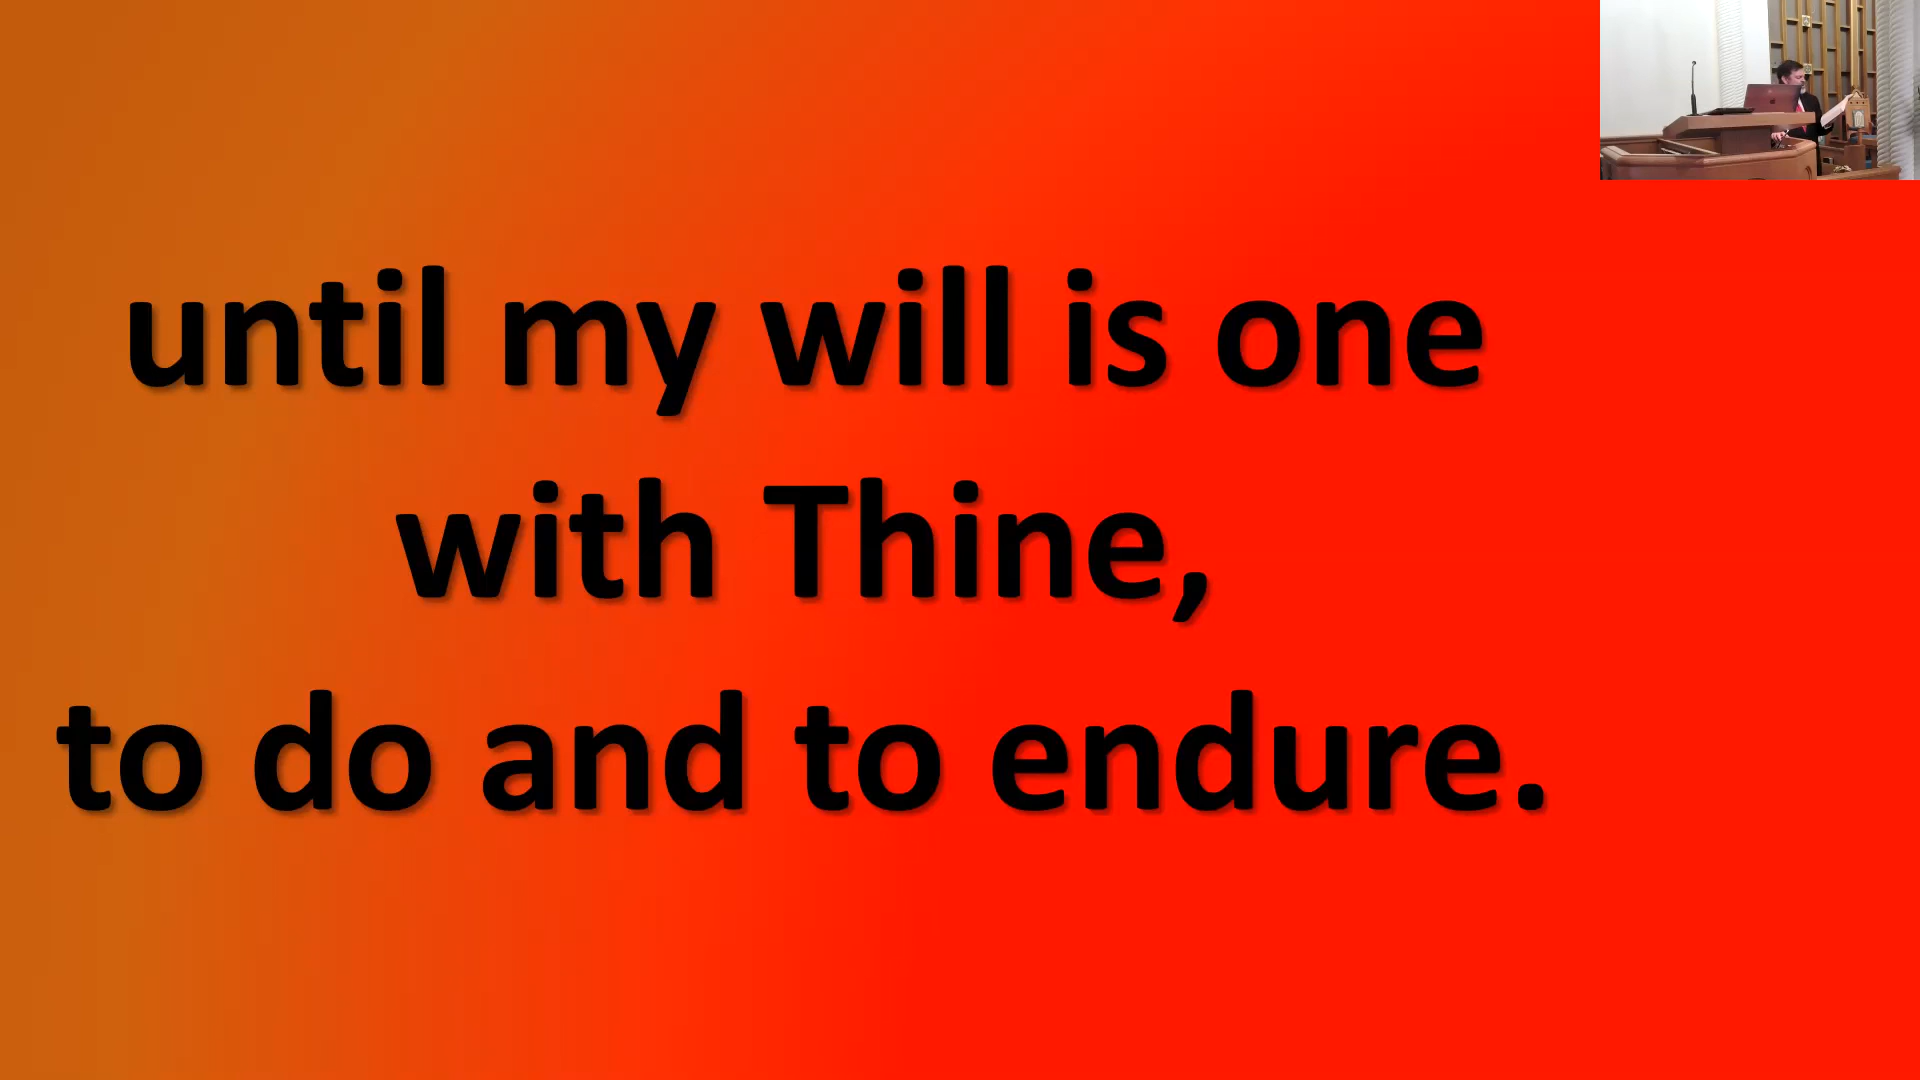 until my will is one
with Thine,
to do and to endure.